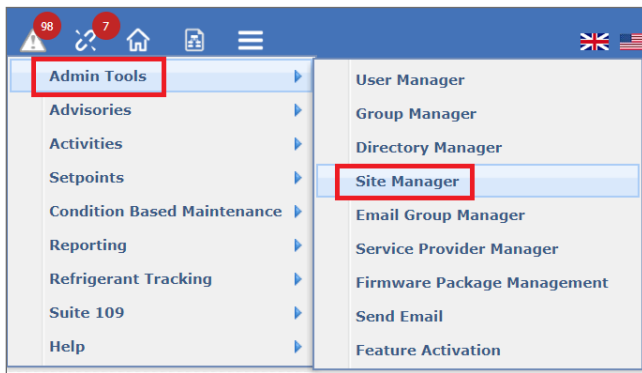 98
7
Admin Tools
Advisories
Activities
Setpoints
Condition Based Maintenance
Reporting
Refrigerant Tracking
Suite 109
Help
User Manager
Group Manager
Directory Manager
Site Manager
Email Group Manager
Service Provider Manager
Firmware Package Management
Send Email
Feature Activation